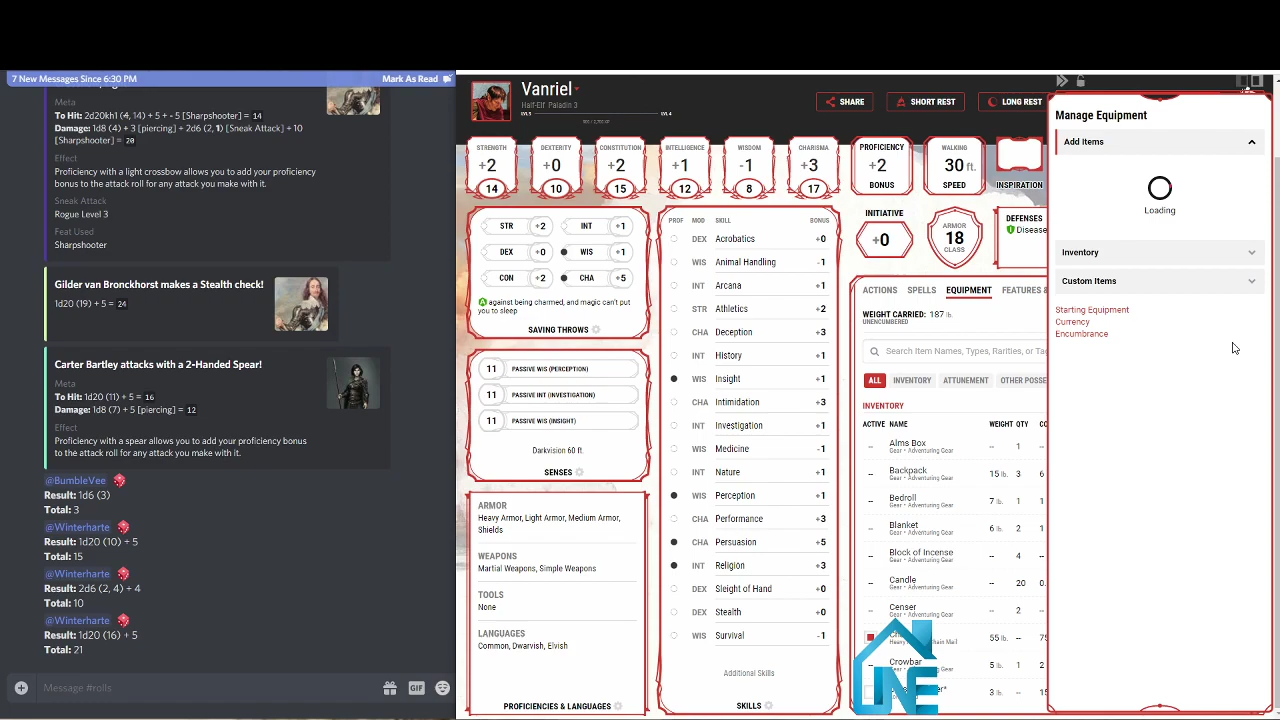 7 New Messages Since 6:30 PM
Mark As Read
Meta
To Hit: 2d20kh1 (4, 14) + 5 + - 5 [Sharpshooter] = 14
Damage: 1d8 (4) + 3 [piercing] + 2d6 (2, 1) [Sneak Attack] + 10
[Sharpshooter] = 20
Effect
Proficiency with a light crossbow allows you to add your proficiency
bonus to the attack roll for any attack you make with it.
Sneak Attack
Rogue Level 3
Feat Used
Sharpshooter
Gilder van Bronckhorst makes a Stealth check!
1d20 (19) + 5 = 24
Carter Bartley attacks with a 2-Handed Spear!
Meta
To Hit: 1d20 (11) + 5 = 16
Damage: 1d8 (7) + 5 [piercing] = 12
Effect
Proficiency with a spear allows you to add your proficiency bonus
to the attack roll for any attack you make with it.
@BumbleVee
Result: 1d6 (3)
Total: 3
@Winterharte
Result: 1d20 (10) + 5
Total: 15
@Winterharte
Result: 2d6 (2, 4) + 4
Total: 10
@Winterharte
Result: 1d20 (16) + 5
Total: 21
Message #rolls
GIF
Vanriel
Half-Elf Paladin 3
LVL 3
LVL 4
SHARE
SHORT REST
LONG REST
STRENGTH
+2
14
DEXTERITY
+0
10
CONSTITUTION
+2
15
INTELLIGENCE
+1
12
WISDOM
-1
8
CHARISMA
+3
17
PROFICIENCY
+2
BONUS
WALKING
30 ft.
SPEED
INSPIRATION
STR +2
INT +1
DEX +0
WIS +1
CON +2
CHA +5
against being charmed, and magic can't put
you to sleep
SAVING THROWS
11 PASSIVE WIS (PERCEPTION)
11 PASSIVE INT (INVESTIGATION)
11 PASSIVE WIS (INSIGHT)
Darkvision 60 ft.
SENSES
ARMOR
Heavy Armor, Light Armor, Medium Armor,
Shields
WEAPONS
Martial Weapons, Simple Weapons
TOOLS
None
LANGUAGES
Common, Dwarvish, Elvish
PROFICIENCIES & LANGUAGES
PROF MOD SKILL BONUS
DEX Acrobatics +0
WIS Animal Handling -1
INT Arcana +1
STR Athletics +2
CHA Deception +3
INT History +1
WIS Insight +1
CHA Intimidation +3
INT Investigation +1
WIS Medicine -1
INT Nature +1
WIS Perception +1
CHA Performance +3
CHA Persuasion +5
INT Religion +3
DEX Sleight of Hand +0
DEX Stealth +0
WIS Survival -1
Additional Skills
SKILLS
INITIATIVE
+0
ARMOR
18
CLASS
DEFENSES
Disease
ACTIONS SPELLS EQUIPMENT FEATURES &
WEIGHT CARRIED: 187 lb.
UNENCUMBERED
Search Item Names, Types, Rarities, or Tag
ALL INVENTORY ATTUNEMENT OTHER POSSE
INVENTORY
ACTIVE NAME WEIGHT QTY CO
-- Alms Box -- 1
Gear • Adventuring Gear
-- Backpack 15 lb. 3 6
Gear • Adventuring Gear
-- Bedroll 7 lb. 1 1
Gear • Adventuring Gear
-- Blanket 6 lb. 2 1
Gear • Adventuring Gear
-- Block of Incense -- 4
Gear • Adventuring Gear
-- Candle -- 20 0.
Gear • Adventuring Gear
-- Censer -- 2
55 lb. -- 75
Crowbar 5 lb. 1 2
3 lb. --
UNE
Manage Equipment
Add Items
Loading
Inventory
Custom Items
Starting Equipment
Currency
Encumbrance